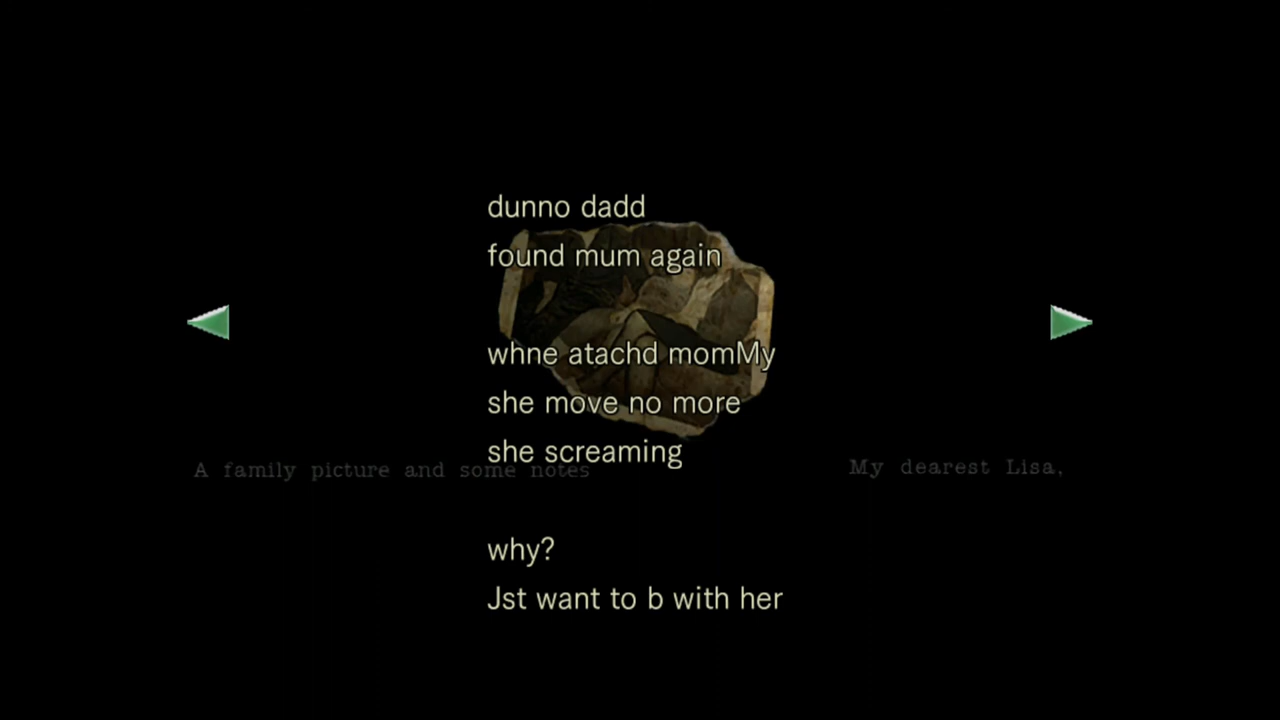 dunno dadd
found mum again
whne atachd momMy
she move no more
she screaming
A family picture and some notes
My dearest Lisa,
why?
Jst want to b with her